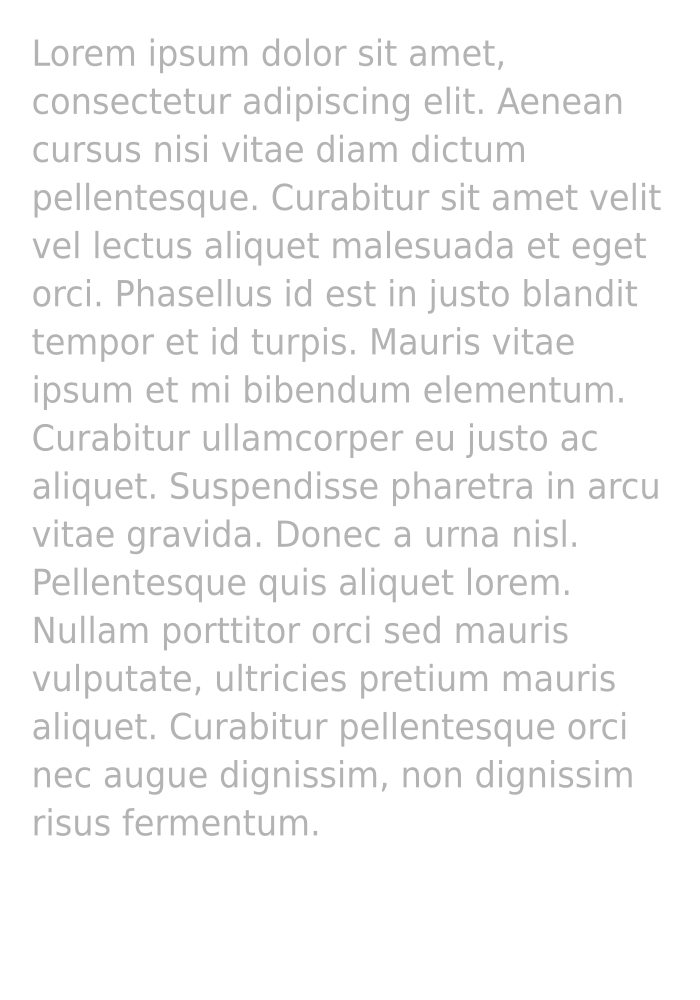 Lorem ipsum dolor sit amet,
consectetur adipiscing elit. Aenean
cursus nisi vitae diam dictum
pellentesque. Curabitur sit amet velit
vel lectus aliquet malesuada et eget
orci. Phasellus id est in justo blandit
tempor et id turpis. Mauris vitae
ipsum et mi bibendum elementum.
Curabitur ullamcorper eu justo ac
aliquet. Suspendisse pharetra in arcu
vitae gravida. Donec a urna nisl.
Pellentesque quis aliquet lorem.
Nullam porttitor orci sed mauris
vulputate, ultricies pretium mauris
aliquet. Curabitur pellentesque orci
nec augue dignissim, non dignissim
risus fermentum.